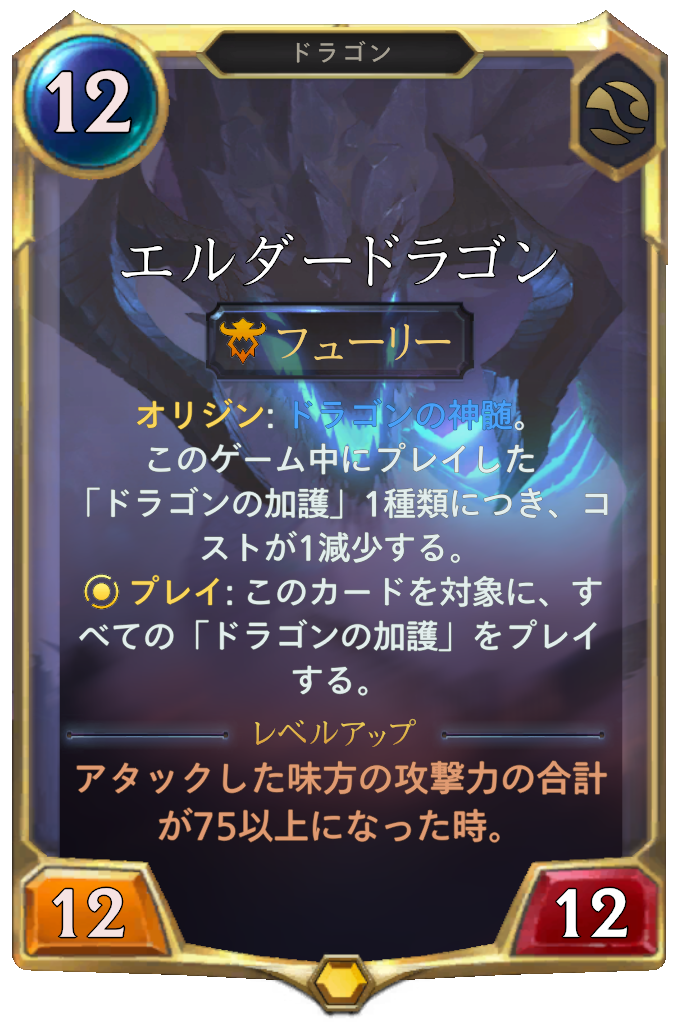 ドラゴン
12
エルダードラゴン
フューリー
オリジン: ドラゴンの神髄。
このゲーム中にプレイした
「ドラゴンの加護」1種類につき、コ
ストが1減少する。
プレイ: このカードを対象に、す
べての「ドラゴンの加護」をプレイ
する。
レベルアップ
アタックした味方の攻撃力の合計
が75以上になった時。
12
12